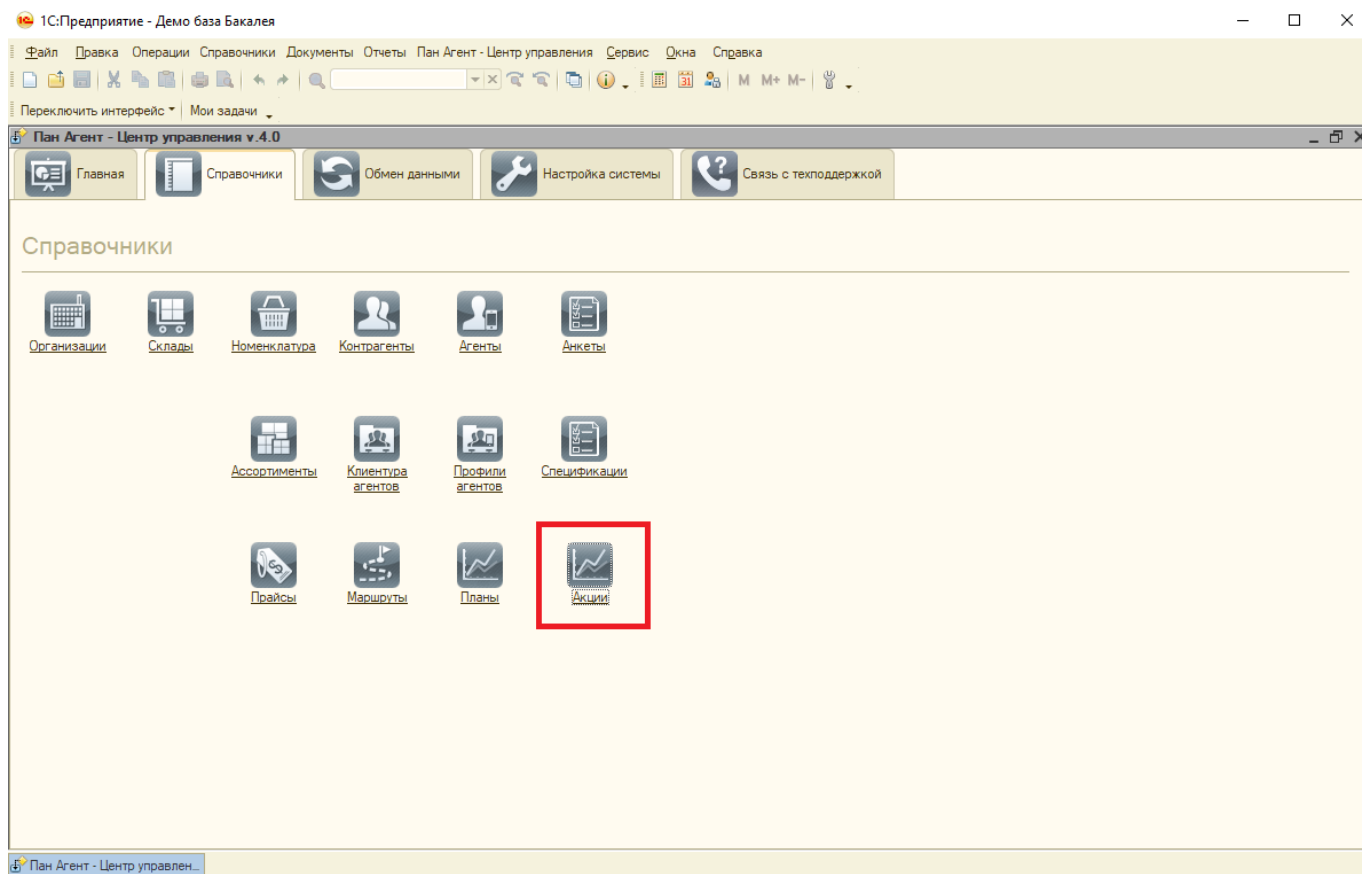 1С:Предприятие - Демо база Бакалея
Файл Правка Операции Справочники Документы Отчеты Пан Агент - Центр управления Сервис Окна Справка
31 M M+ M-
Переключить интерфейс Мои задачи
Пан Агент - Центр управления v.4.0
Главная Справочники Обмен данными Настройка системы Связь с техподдержкой
Справочники
Организации Склады Номенклатура Контрагенты Агенты Анкеты
Ассортименты Клиентура агентов Профили агентов Спецификации
Прайсы Маршруты Планы Акции
Пан Агент - Центр управлен...